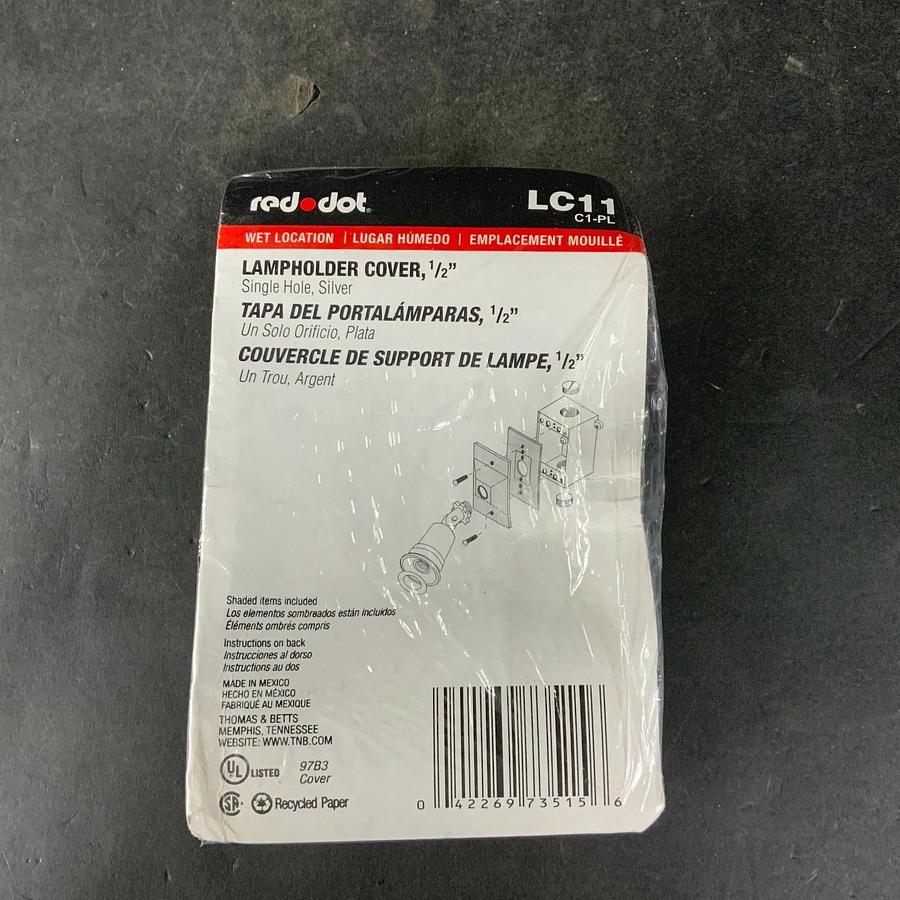 red•dot®
LC11
C1-PL
WET LOCATION | LUGAR HÚMEDO | EMPLACEMENT MOUILLÉ
LAMPHOLDER COVER, 1/2"
Single Hole, Silver
TAPA DEL PORTALÁMPARAS, 1/2"
Un Solo Orificio, Plata
COUVERCLE DE SUPPORT DE LAMPE, 1/2"
Un Trou, Argent
Shaded items included
Los elementos sombreados están incluidos
Éléments ombrés compris
Instructions on back
Instrucciones al dorso
Instructions au dos
MADE IN MEXICO
HECHO EN MÉXICO
FABRIQUÉ AU MEXIQUE
THOMAS & BETTS
MEMPHIS, TENNESSEE
WEBSITE: WWW.TNB.COM
UL LISTED
97B3
Cover
SA Recycled Paper
0 42269 73515 6